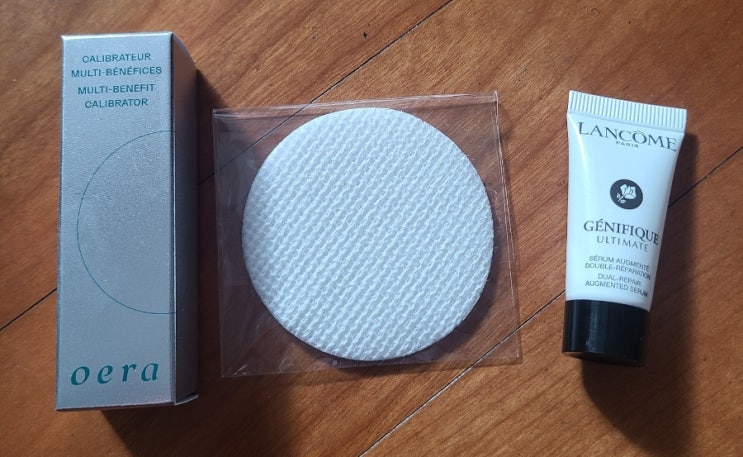 CALIBRATEUR
MULTI-BÉNÉFICES
MULTI-BENEFIT
CALIBRATOR
oera
LANCÔME
PARIS
GÉNIFIQUE
ULTIMATE
SÉRUM AUGMENTÉ
DOUBLE-RÉPARATION
DUAL-REPAIR
AUGMENTED SERUM